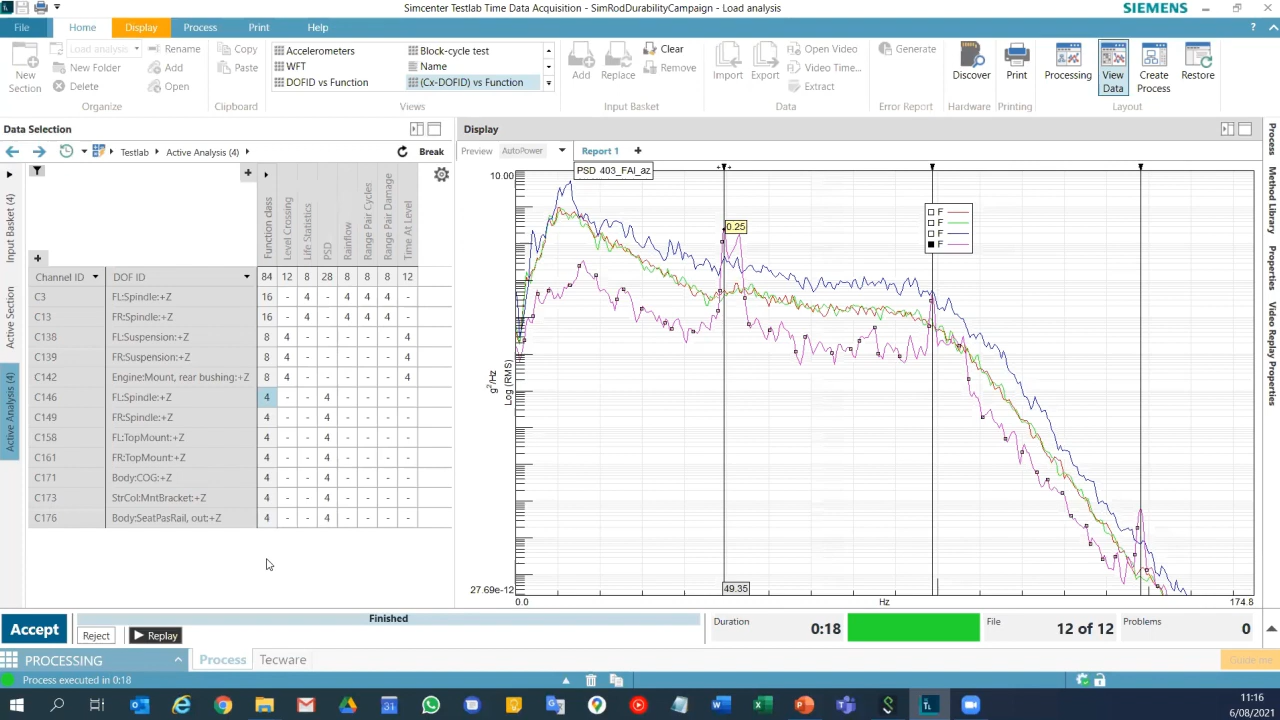 Simcenter Testlab Time Data Acquisition - SimRodDurabilityCampaign - Load analysis
SIEMENS
File Home Display Process Print Help
New Section
Load analysis
New Folder
Delete
Rename
Add
Open
Organize
Copy
Paste
Clipboard
Accelerometers
WFT
DOFID vs Function
Block-cycle test
Name
(Cx-DOFID) vs Function
Views
Add
Replace
Clear
Remove
Input Basket
Import
Export
Open Video
Video Time...
Extract
Data
Generate
Error Report
Discover
Hardware
Print
Printing
Processing
View Data
Create Process
Restore
Layout
Data Selection
Testlab Active Analysis (4)
Break
Input Basket (4)
Active Section
Active Analysis (4)
Function class
Level Crossing
Life Statistics
PSD
Rainflow
Range Pair Cycles
Range Pair Damage
Time At Level
Channel ID DOF ID 84 12 8 28 8 8 8 12
C3 FL:Spindle:+Z 16 - 4 - 4 4 4 -
C13 FR:Spindle:+Z 16 - 4 - 4 4 4 -
C138 FL:Suspension:+Z 8 4 - - - - - 4
C139 FR:Suspension:+Z 8 4 - - - - - 4
C142 Engine:Mount, rear bushing:+Z 8 4 - - - - - 4
C146 FL:Spindle:+Z 4 - - 4 - - - -
C149 FR:Spindle:+Z 4 - - 4 - - - -
C158 FL:TopMount:+Z 4 - - 4 - - - -
C161 FR:TopMount:+Z 4 - - 4 - - - -
C171 Body:COG:+Z 4 - - 4 - - - -
C173 StrCol:MntBracket:+Z 4 - - 4 - - - -
C176 Body:SeatPasRail, out:+Z 4 - - 4 - - - -
Display
Preview AutoPower Report 1
PSD 403_FAl_az
10.00
0.25
F
F
F
F
g²/Hz
Log (RMS)
49.35
27.69e-12
0.0 Hz 174.8
Process
Method Library
Properties
Video Replay Properties
Accept
Reject
Replay
Finished
Duration 0:18
File 12 of 12
Problems 0
PROCESSING Process Tecware
Guide me
Process executed in 0:18
11:16
6/08/2021